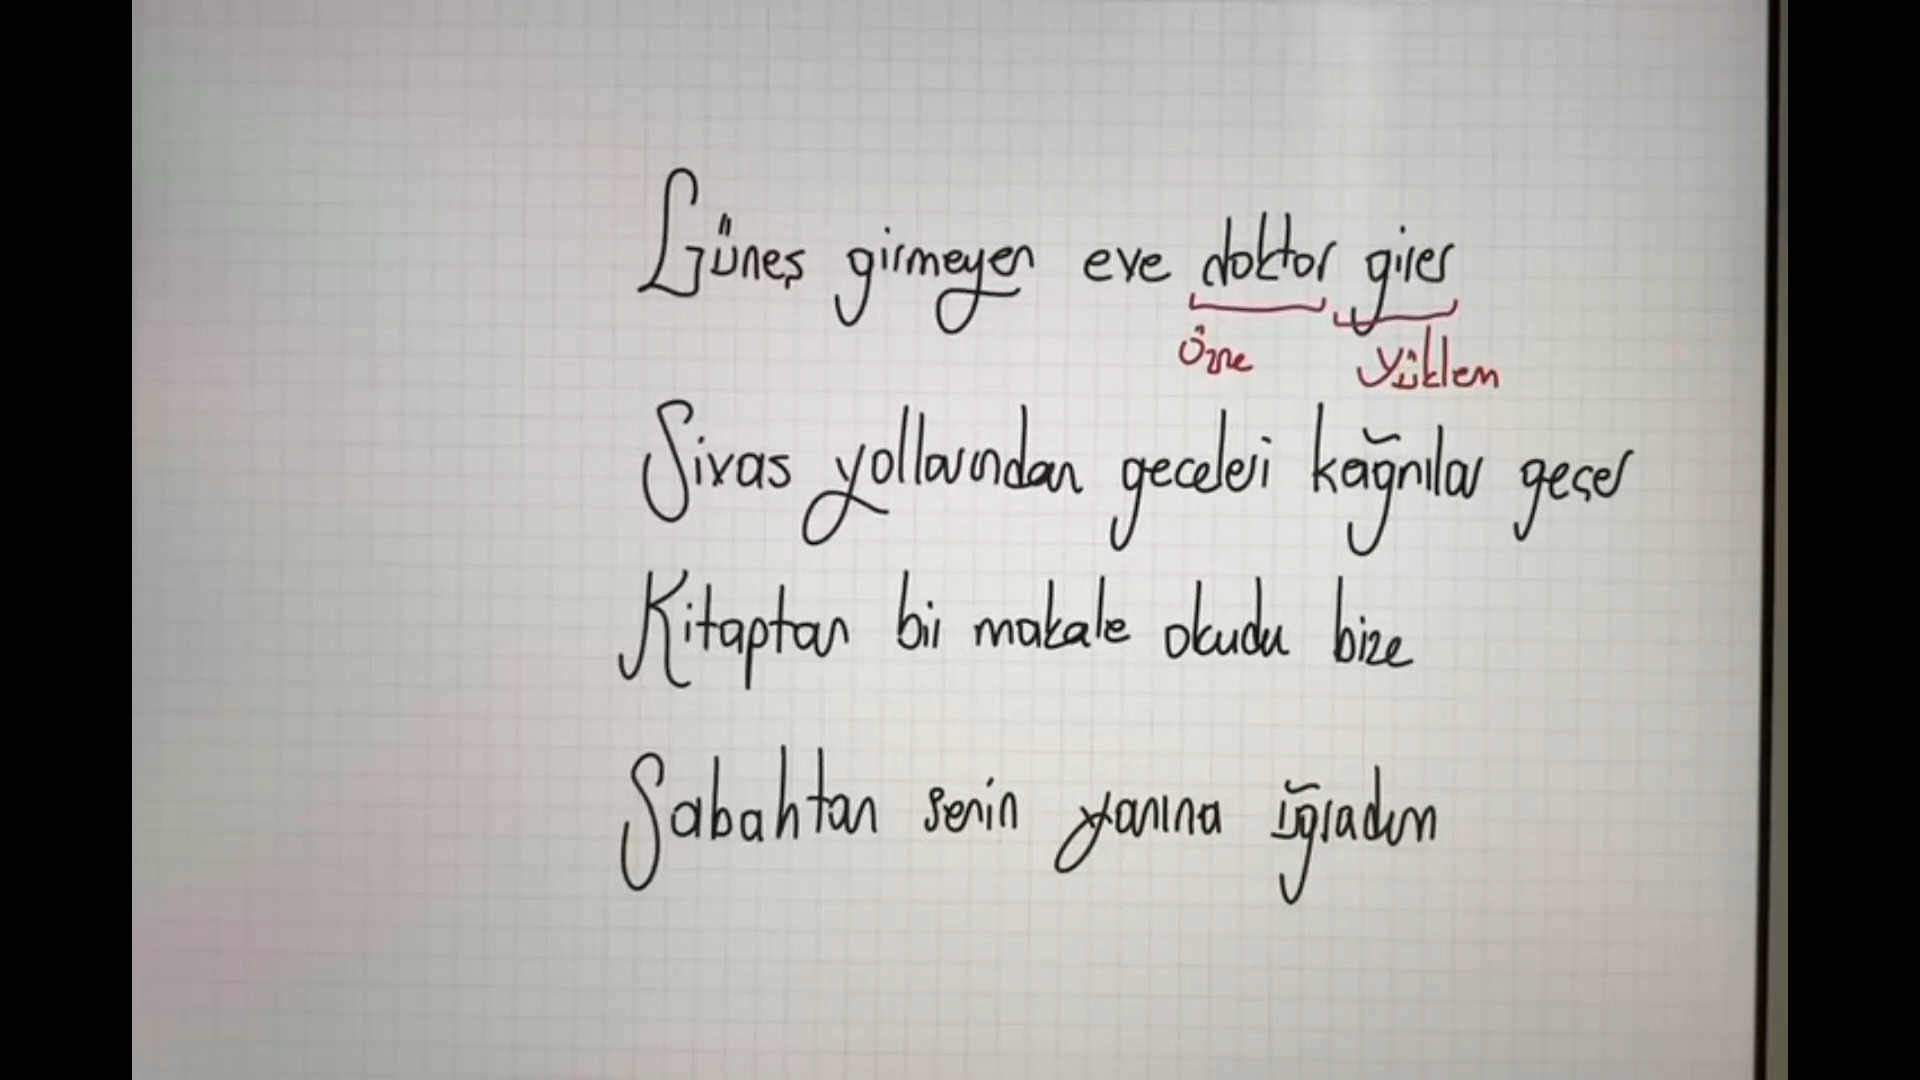 Güneş girmeyen eve doktor girer
özne yüklem
Sivas yollarından geceleri kağnılar geçer
Kitaptan bir makale okudu bize
Sabahtan senin yanına uğradım